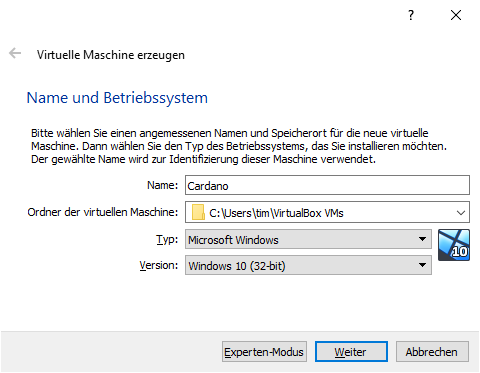 ?
Virtuelle Maschine erzeugen
Name und Betriebssystem
Bitte wählen Sie einen angemessenen Namen und Speicherort für die neue virtuelle
Maschine. Dann wählen Sie den Typ des Betriebssystems, das Sie installieren möchten.
Der gewählte Name wird zur Identifizierung dieser Maschine verwendet.
Name: Cardano
Ordner der virtuellen Maschine: C:\Users\tim\VirtualBox VMs
Typ: Microsoft Windows
10
Version: Windows 10 (32-bit)
Experten-Modus Weiter Abbrechen